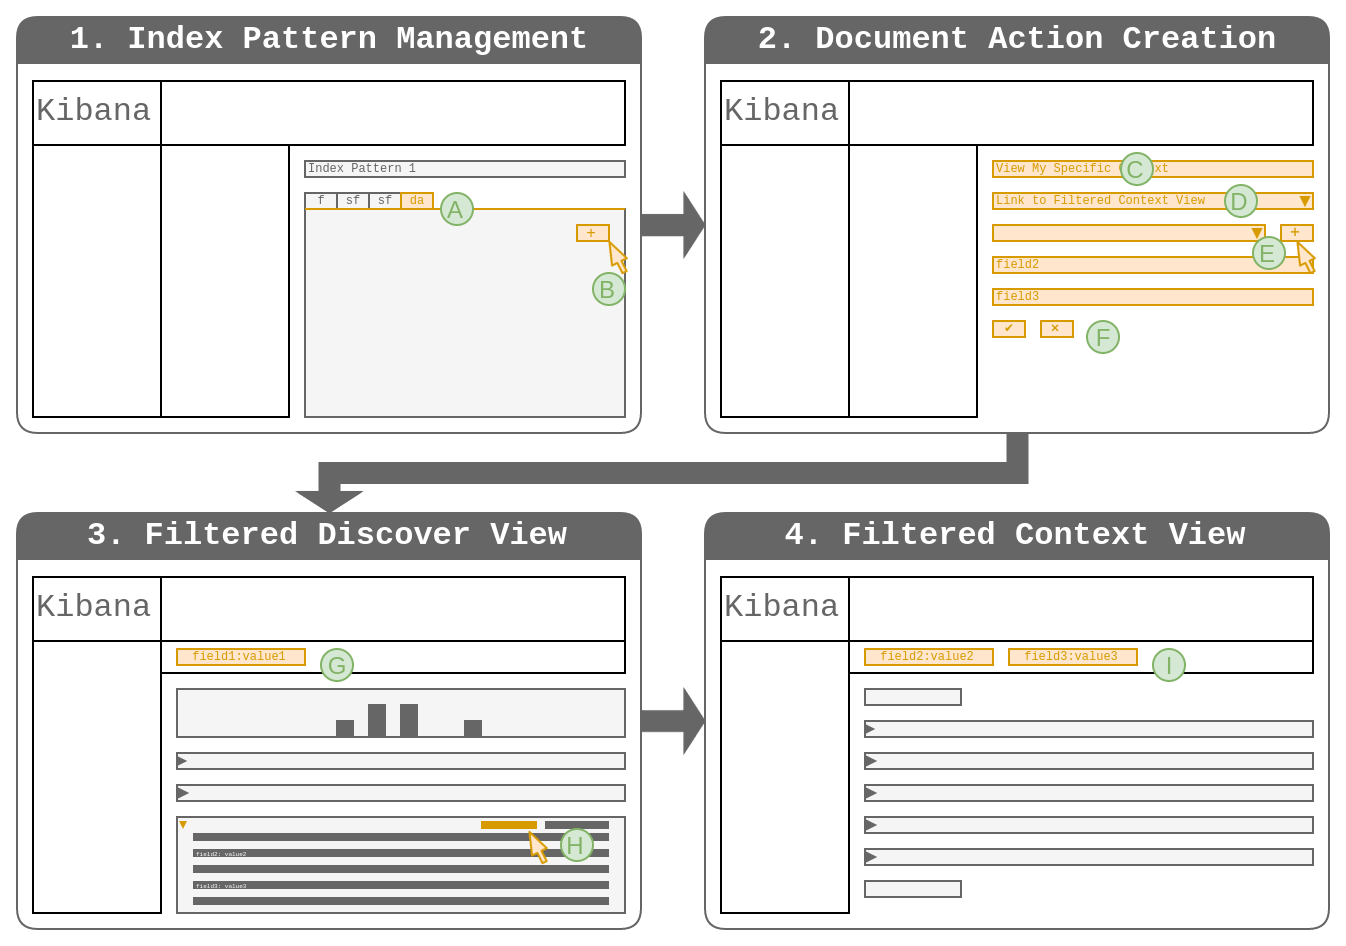 1. Index Pattern Management
Kibana
Index Pattern 1
f sf sf da
A
+
B
2. Document Action Creation
Kibana
View My Specific C xt
C
Link to Filtered Context View ▼
D
▼ +
E
field2
field3
✔ ×
F
3. Filtered Discover View
Kibana
field1:value1
G
H
field2: value2
field3: value3
4. Filtered Context View
Kibana
field2:value2 field3:value3
I